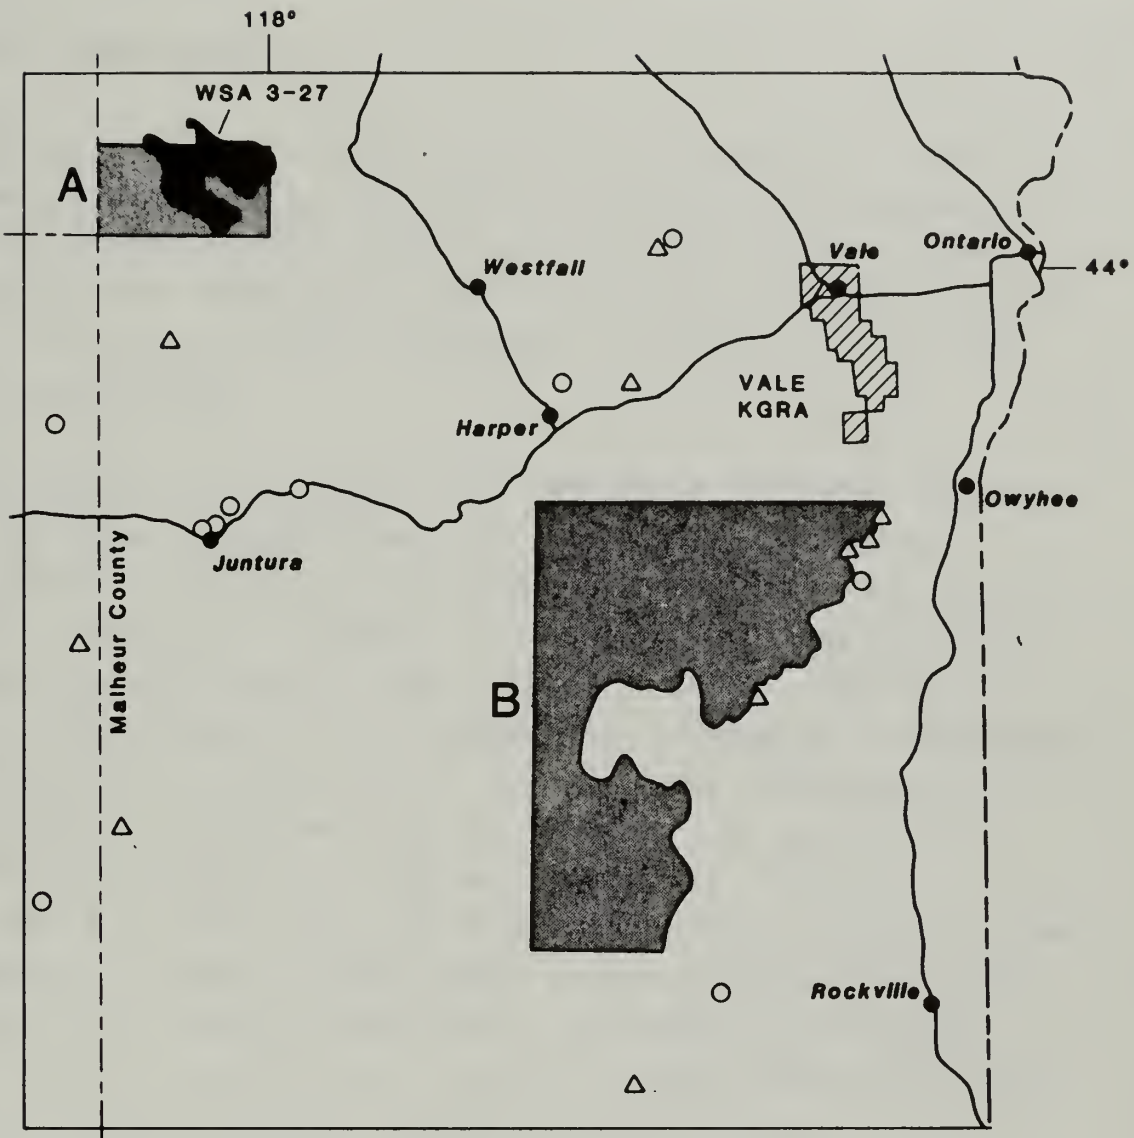 118°
WSA 3-27
A
Westfall
Vale
Ontario
44°
VALE
KGRA
Harper
Owyhee
Juntura
Malheur County
B
Rockville